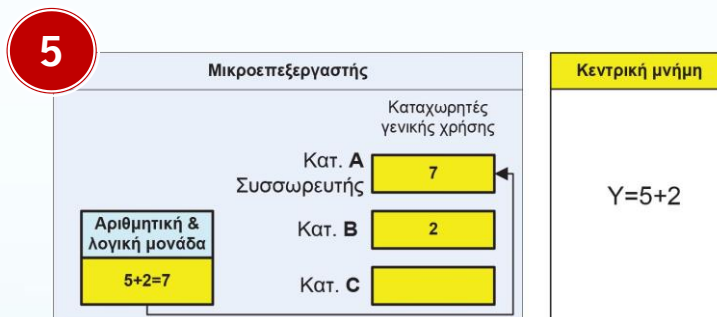 5
Μικροεπεξεργαστής
Καταχωρητές
γενικής χρήσης
Κατ. A
Συσσωρευτής
7
Αριθμητική &
λογική μονάδα
5+2=7
Κατ. B
2
Κατ. C
Κεντρική μνήμη
Y=5+2